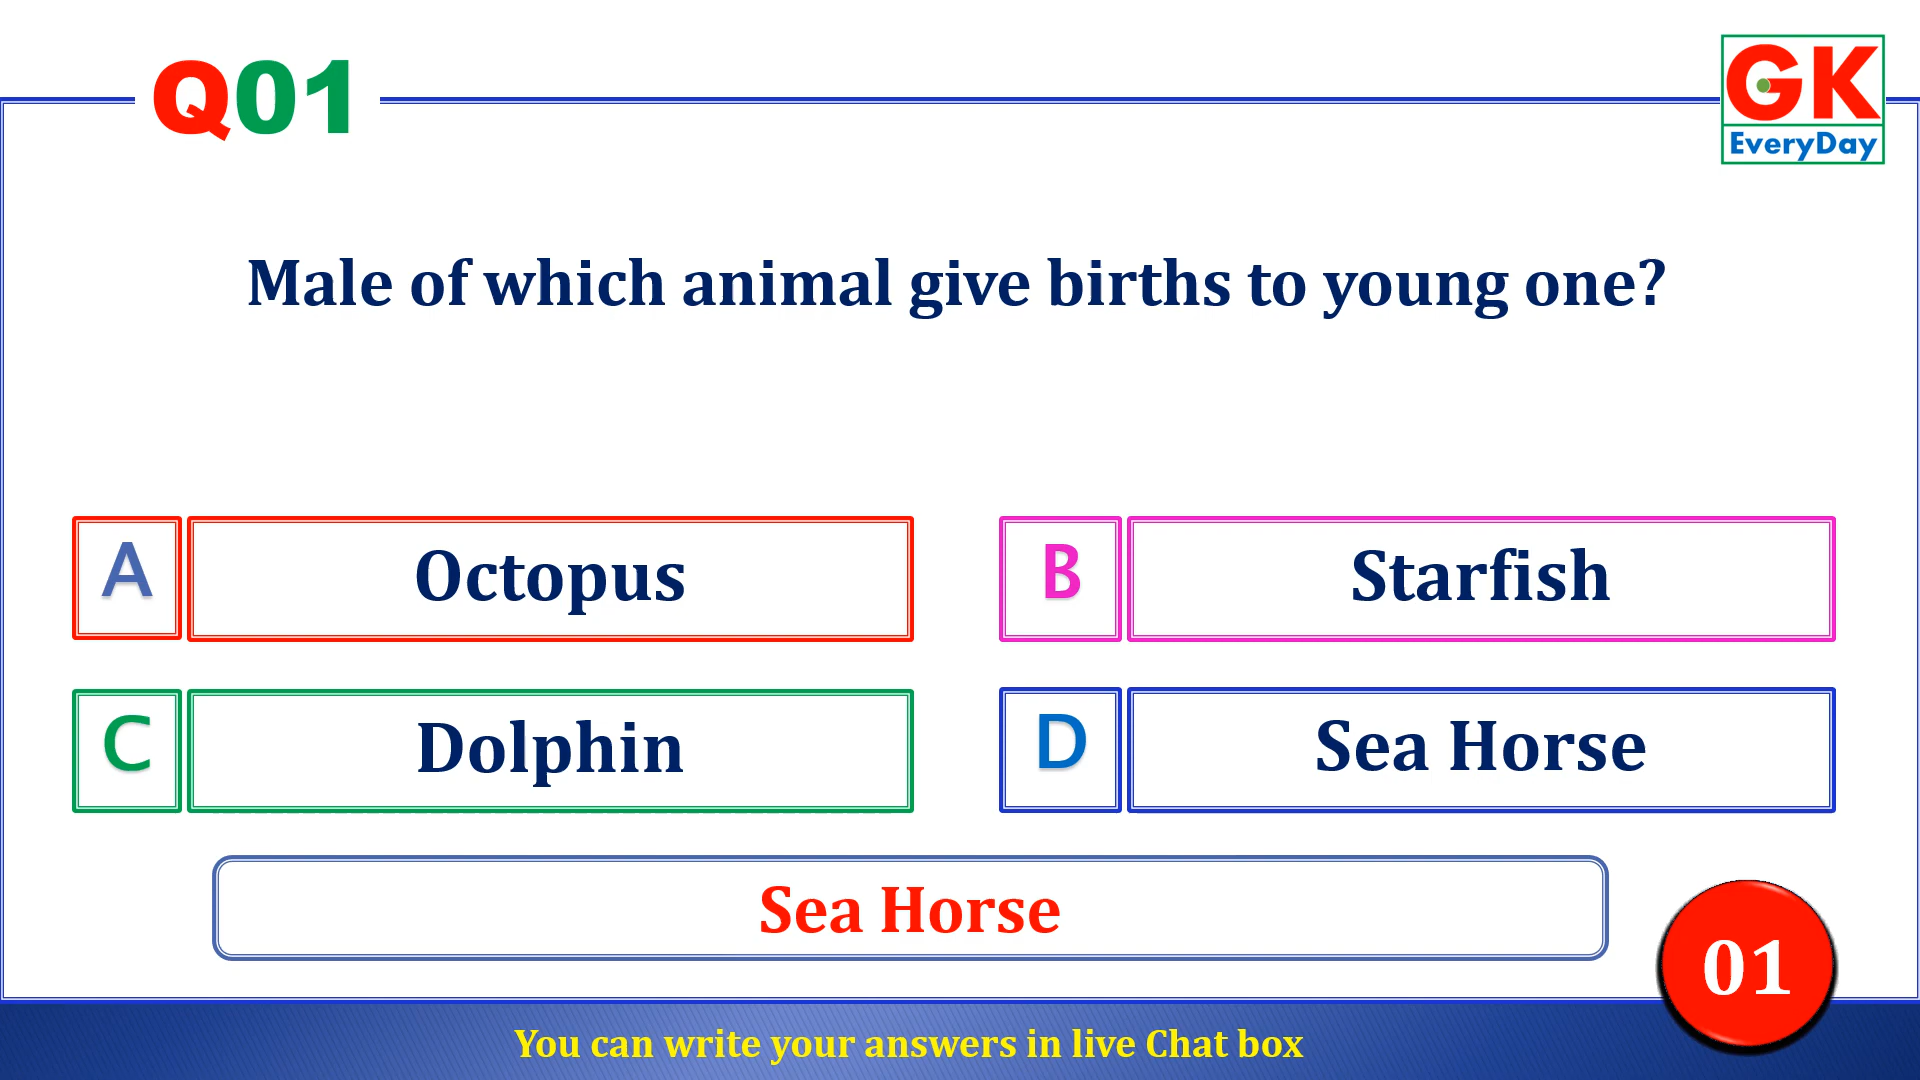 Q01
GK
EveryDay
Male of which animal give births to young one?
A Octopus
B Starfish
C Dolphin
D Sea Horse
Sea Horse
01
You can write your answers in live Chat box